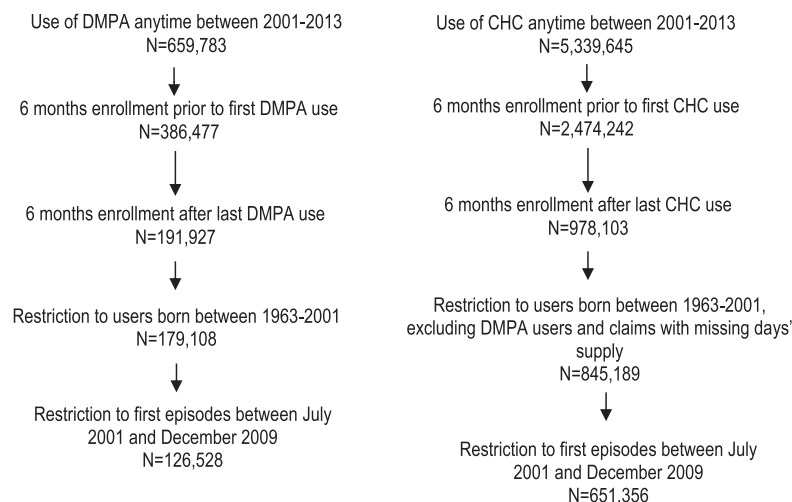 Use of DMPA anytime between 2001-2013
N=659,783
6 months enrollment prior to first DMPA use
N=386,477
6 months enrollment after last DMPA use
N=191,927
Restriction to users born between 1963-2001
N=179,108
Restriction to first episodes between July
2001 and December 2009
N=126,528
Use of CHC anytime between 2001-2013
N=5,339,645
6 months enrollment prior to first CHC use
N=2,474,242
6 months enrollment after last CHC use
N=978,103
Restriction to users born between 1963-2001,
excluding DMPA users and claims with missing days'
supply
N=845,189
Restriction to first episodes between July
2001 and December 2009
N=651,356